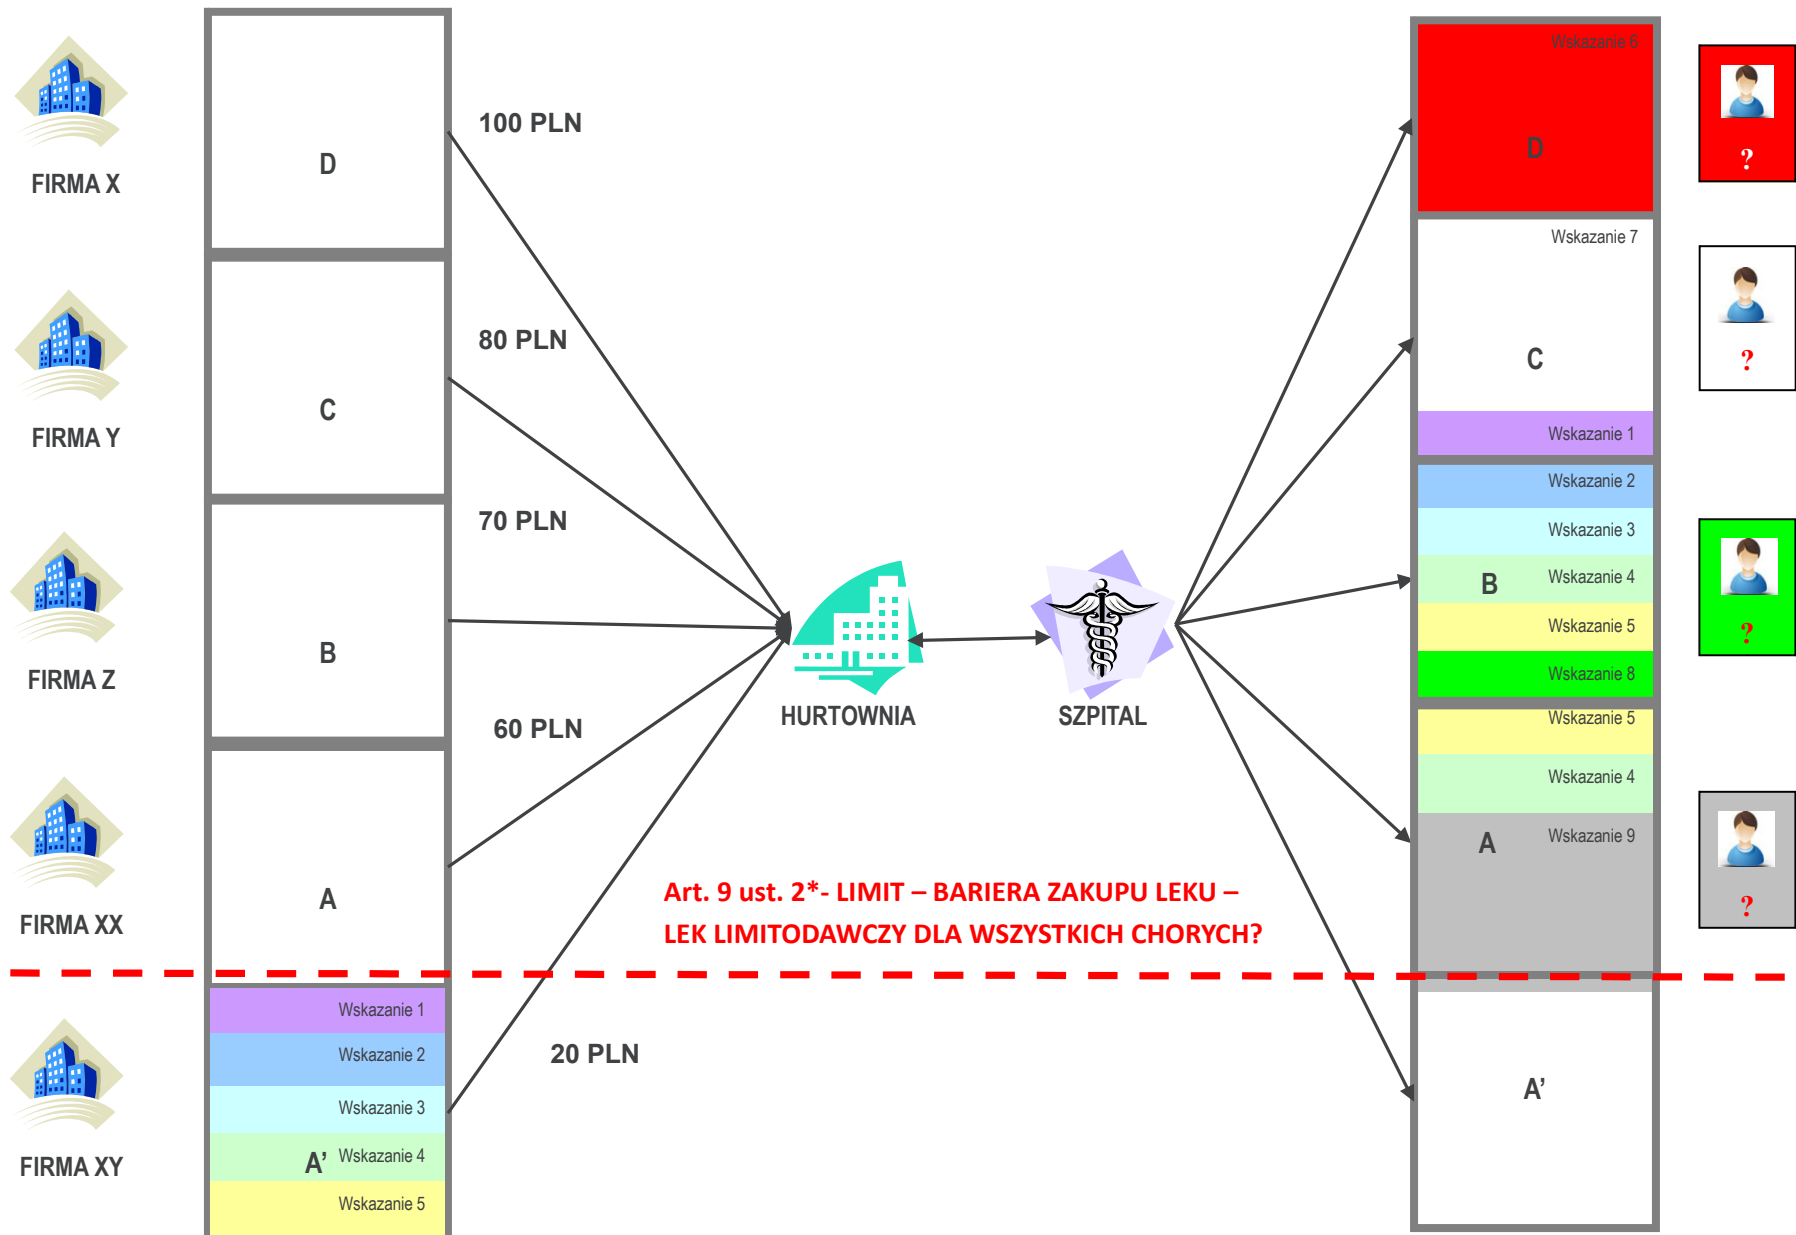 FIRMA X
D
100 PLN
Wskazanie 6
D
?
FIRMA Y
C
80 PLN
Wskazanie 7
C
Wskazanie 1
?
FIRMA Z
B
70 PLN
HURTOWNIA
SZPITAL
Wskazanie 2
Wskazanie 3
B Wskazanie 4
Wskazanie 5
Wskazanie 8
?
FIRMA XX
A
60 PLN
Wskazanie 5
Wskazanie 4
A Wskazanie 9
?
Art. 9 ust. 2*- LIMIT – BARIERA ZAKUPU LEKU –
LEK LIMITODAWCZY DLA WSZYSTKICH CHORYCH?
FIRMA XY
Wskazanie 1
Wskazanie 2
Wskazanie 3
A’ Wskazanie 4
Wskazanie 5
20 PLN
A’